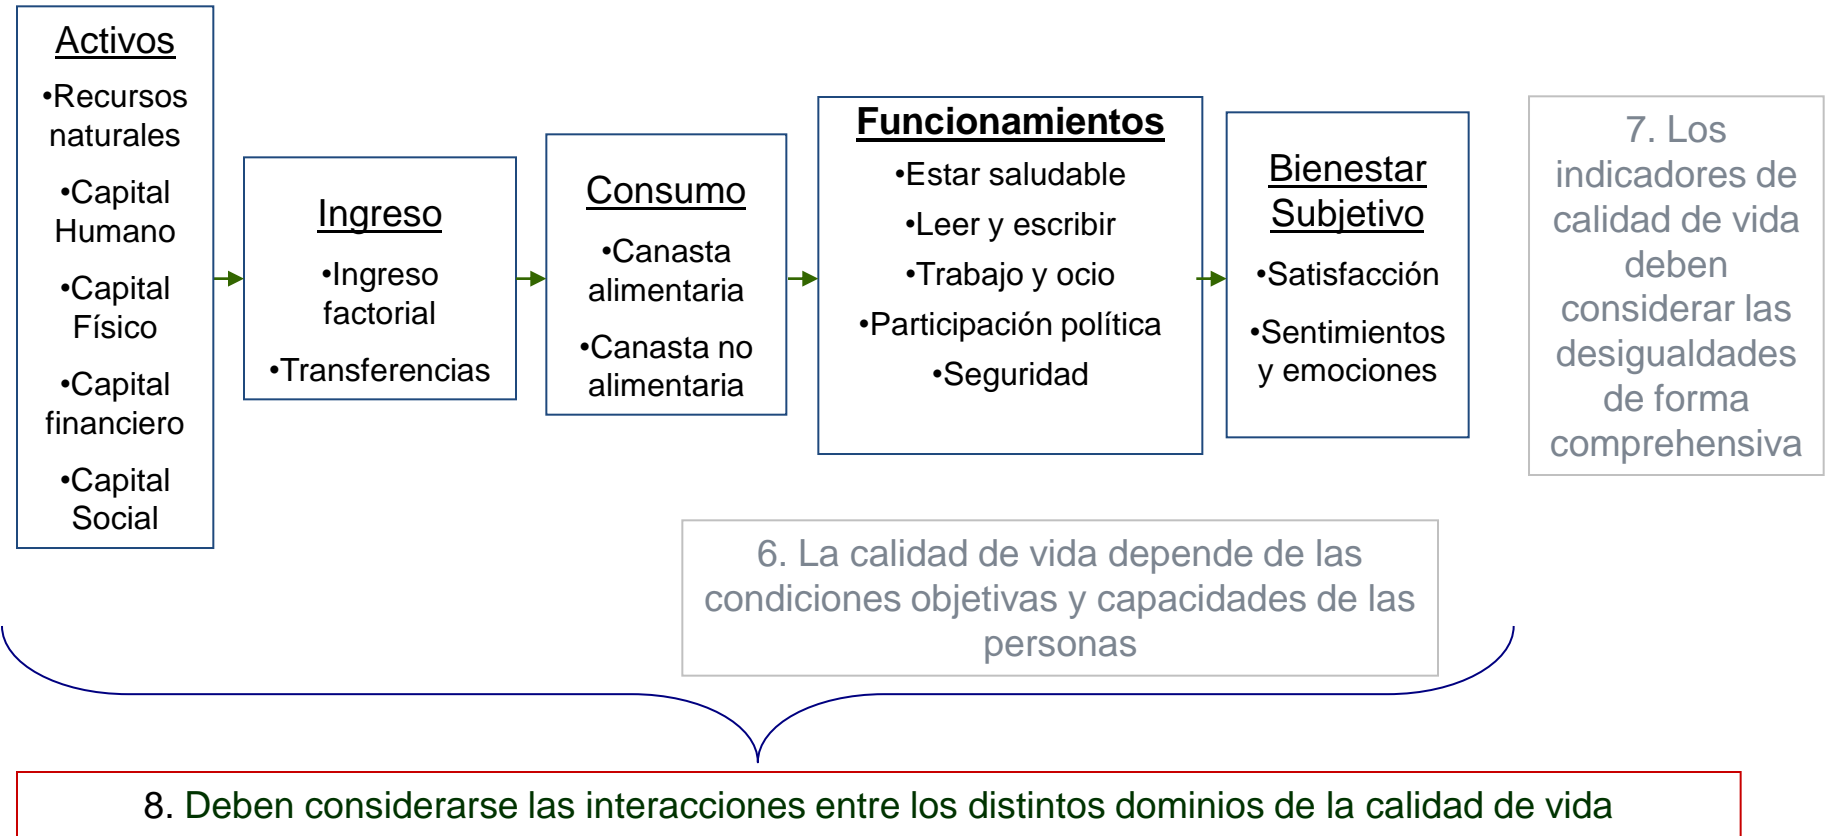 Activos
•Recursos
naturales
•Capital
Humano
•Capital
Físico
•Capital
financiero
•Capital
Social
Ingreso
•Ingreso
factorial
•Transferencias
Consumo
•Canasta
alimentaria
•Canasta no
alimentaria
Funcionamientos
•Estar saludable
•Leer y escribir
•Trabajo y ocio
•Participación política
•Seguridad
Bienestar
Subjetivo
•Satisfacción
•Sentimientos
y emociones
7. Los
indicadores de
calidad de vida
deben
considerar las
desigualdades
de forma
comprehensiva
6. La calidad de vida depende de las
condiciones objetivas y capacidades de las
personas
8. Deben considerarse las interacciones entre los distintos dominios de la calidad de vida